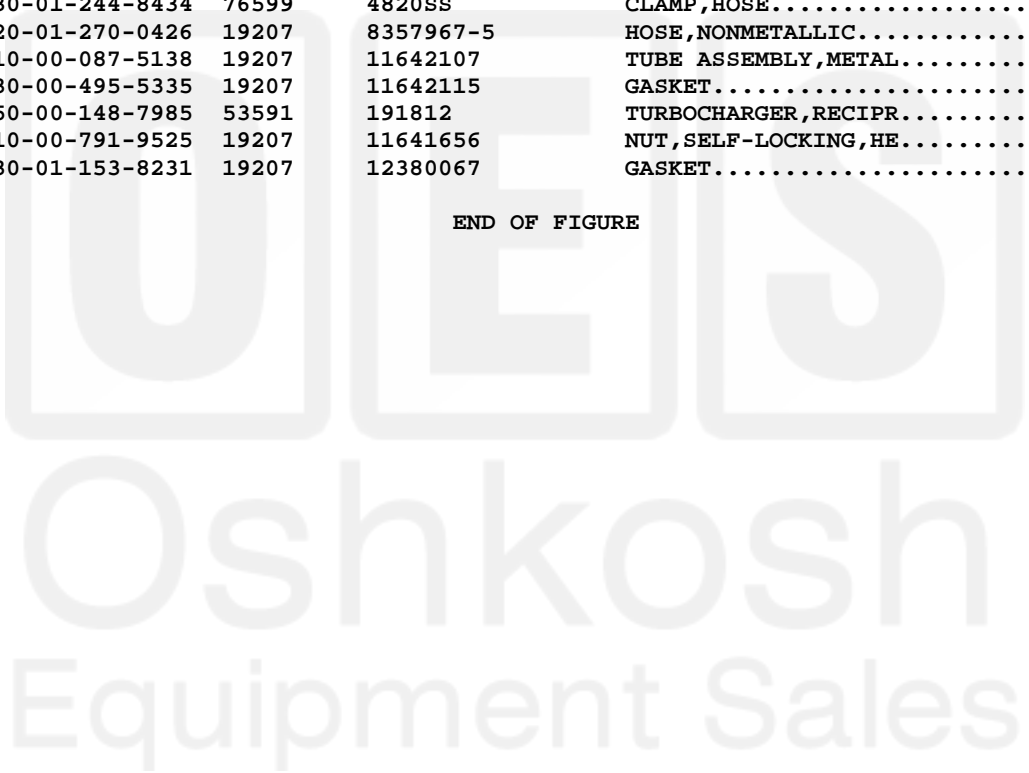 30-01-244-8434 76599 4820SS CLAMP,HOSE..................
20-01-270-0426 19207 8357967-5 HOSE,NONMETALLIC............
10-00-087-5138 19207 11642107 TUBE ASSEMBLY,METAL.........
30-00-495-5335 19207 11642115 GASKET......................
50-00-148-7985 53591 191812 TURBOCHARGER,RECIPR.........
10-00-791-9525 19207 11641656 NUT,SELF-LOCKING,HE.........
30-01-153-8231 19207 12380067 GASKET......................
END OF FIGURE
OES
Oshkosh
Equipment Sales